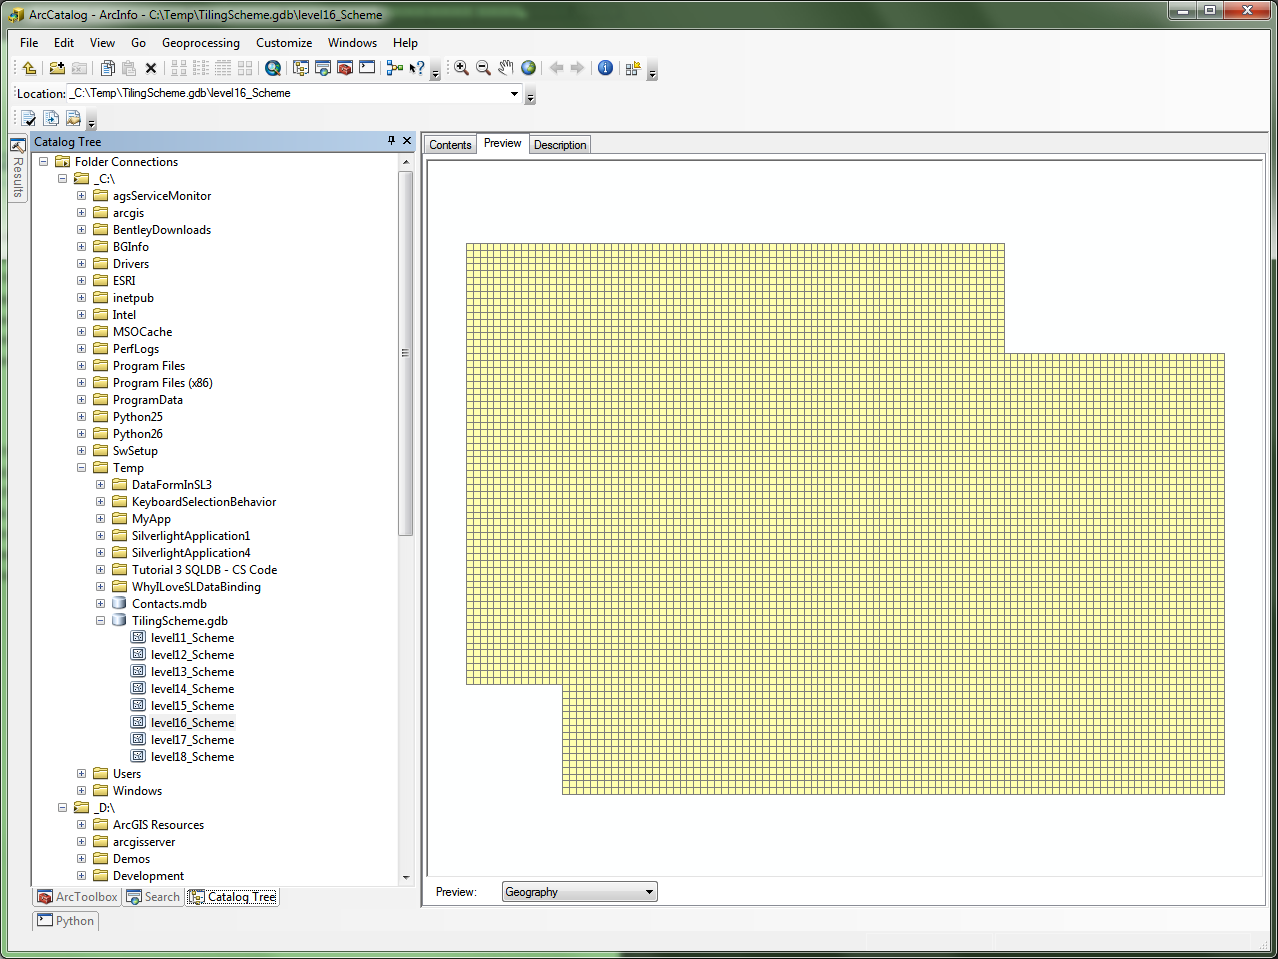 ArcCatalog - ArcInfo - C:\Temp\TilingScheme.gdb\level16_Scheme
File Edit View Go Geoprocessing Customize Windows Help
Location: _C:\Temp\TilingScheme.gdb\level16_Scheme
Results
Catalog Tree
Folder Connections
_C:\
agsServiceMonitor
arcgis
BentleyDownloads
BGInfo
Drivers
ESRI
inetpub
Intel
MSOCache
PerfLogs
Program Files
Program Files (x86)
ProgramData
Python25
Python26
SwSetup
Temp
DataFormInSL3
KeyboardSelectionBehavior
MyApp
SilverlightApplication1
SilverlightApplication4
Tutorial 3 SQLDB - CS Code
WhyILoveSLDataBinding
Contacts.mdb
TilingScheme.gdb
level11_Scheme
level12_Scheme
level13_Scheme
level14_Scheme
level15_Scheme
level16_Scheme
level17_Scheme
level18_Scheme
Users
Windows
_D:\
ArcGIS Resources
arcgisserver
Demos
Development
ArcToolbox Search Catalog Tree
Python
Contents Preview Description
Preview: Geography